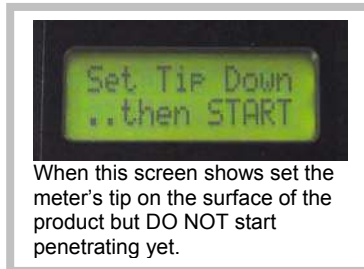 Set Tip Down
..then START
When this screen shows set the
meter's tip on the surface of the
product but DO NOT start
penetrating yet.